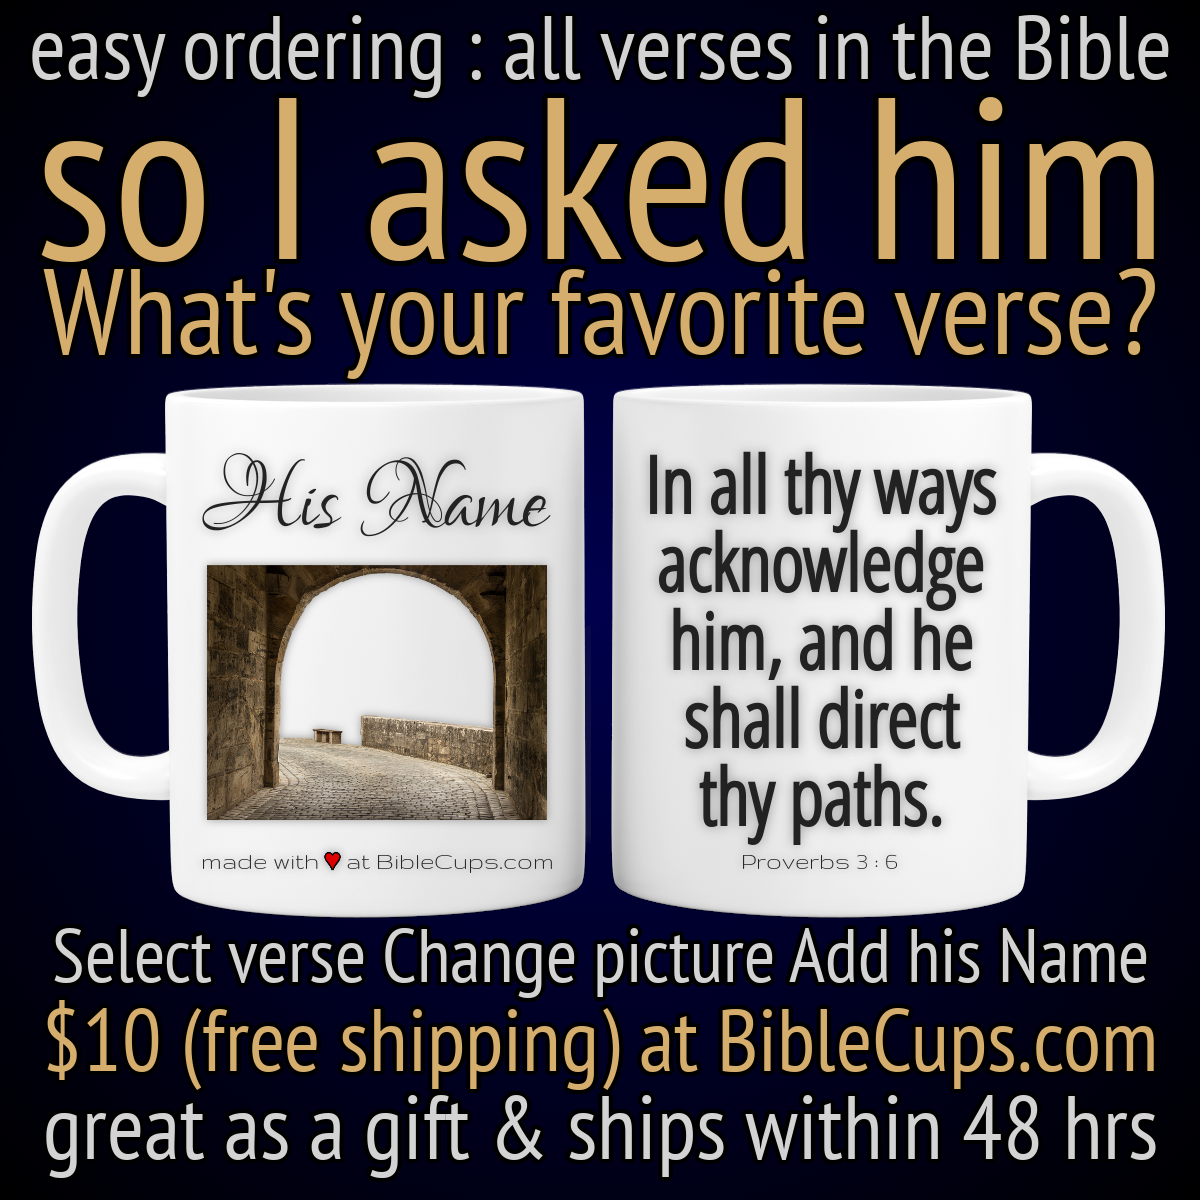 easy ordering : all verses in the Bible
so I asked him
What's your favorite verse?
His Name
made with ♥ at BibleCups.com
In all thy ways
acknowledge
him, and he
shall direct
thy paths.
Proverbs 3 : 6
Select verse Change picture Add his Name
$10 (free shipping) at BibleCups.com
great as a gift & ships within 48 hrs